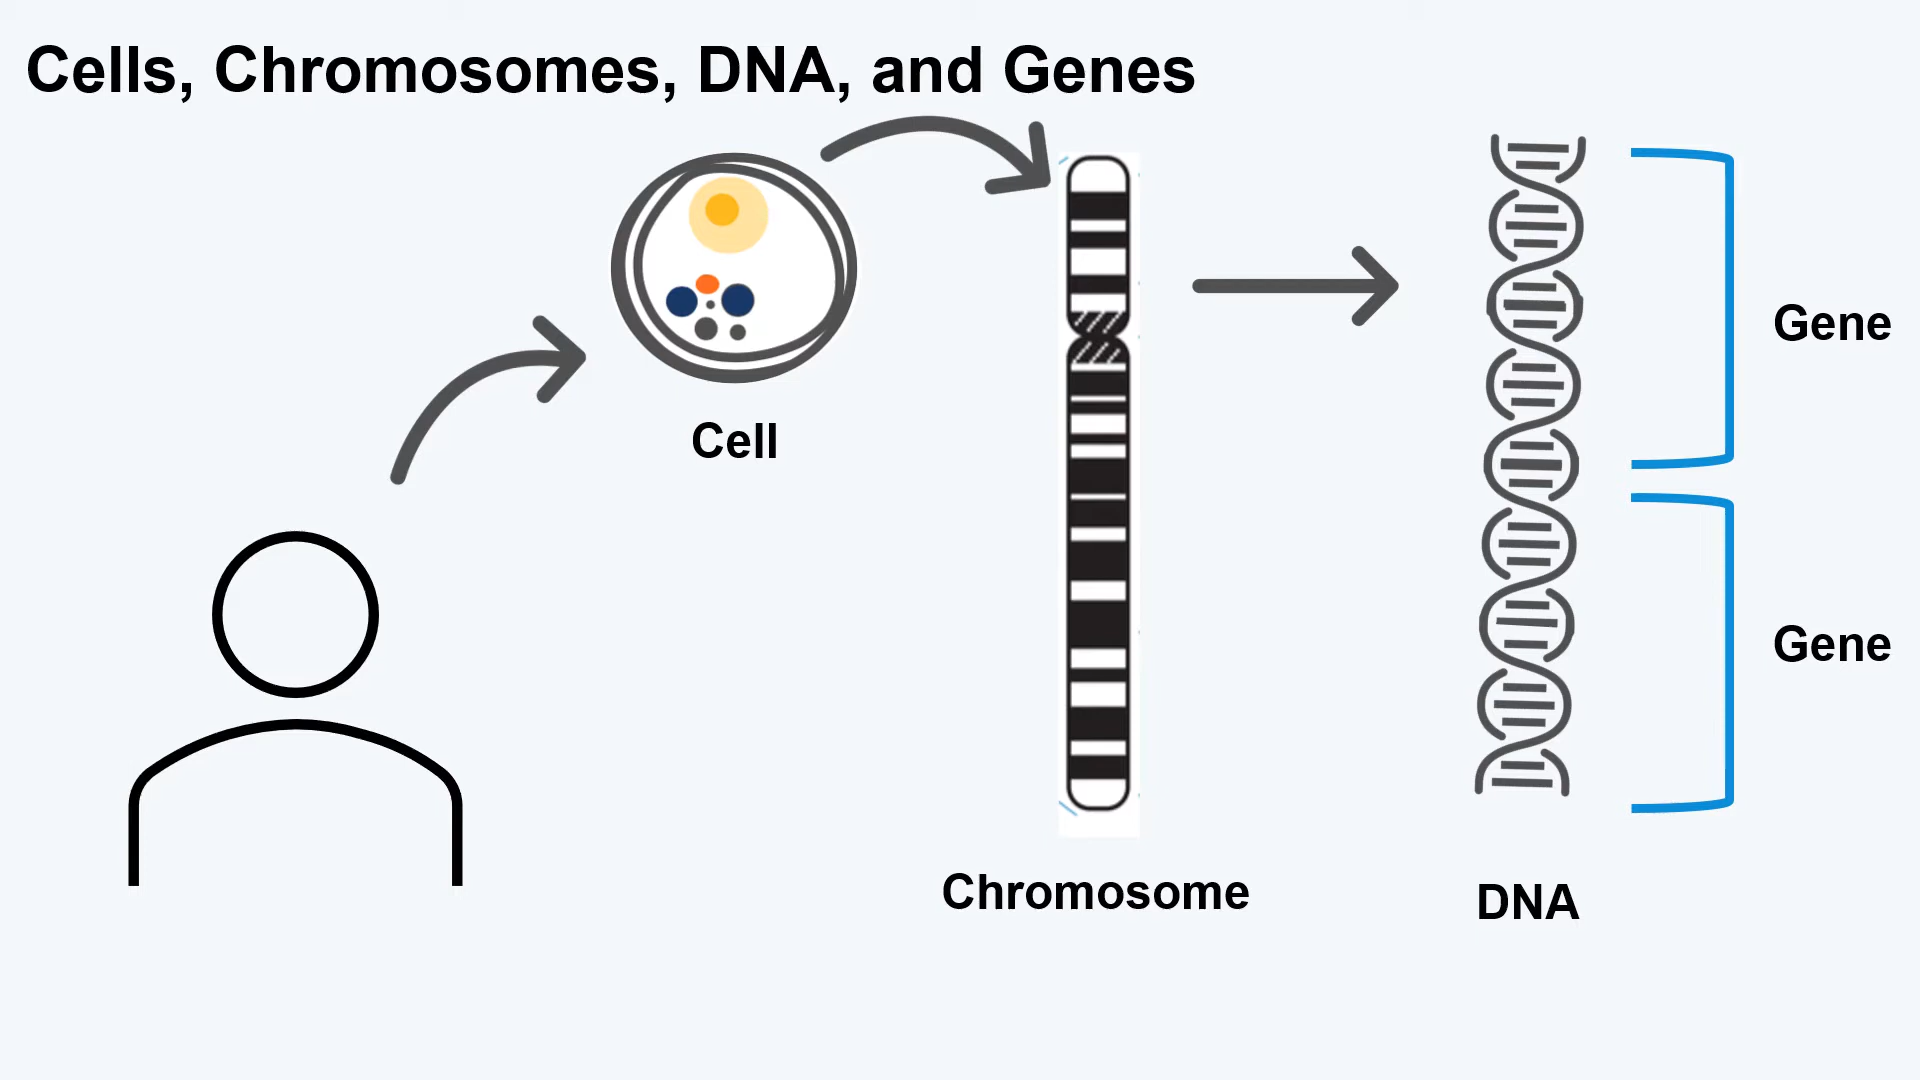 Cells, Chromosomes, DNA, and Genes
Cell
Chromosome
DNA
Gene
Gene